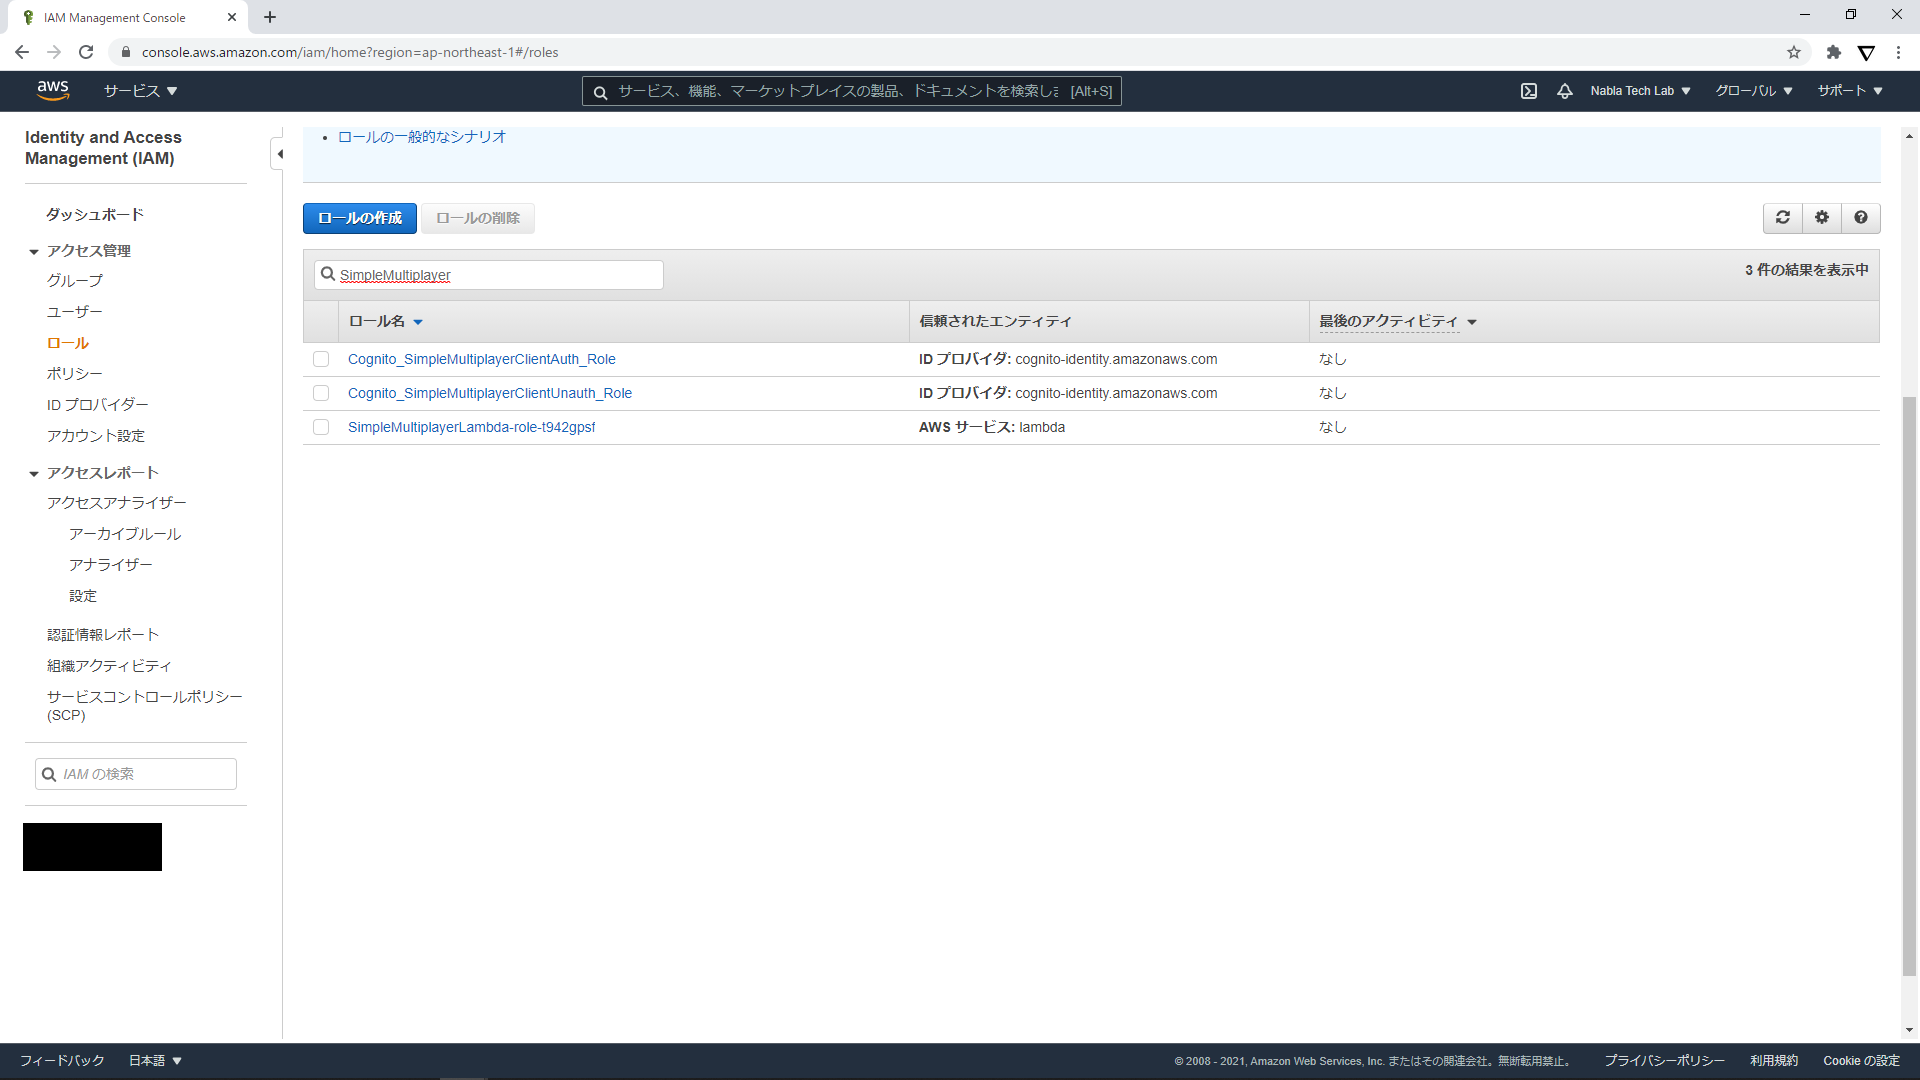 IAM Management Console
console.aws.amazon.com/iam/home?region=ap-northeast-1#/roles
aws
サービス
サービス、機能、マーケットプレイスの製品、ドキュメントを検索しま
[Alt+S]
Nabla Tech Lab
グローバル
サポート
Identity and Access
Management (IAM)
ダッシュボード
アクセス管理
グループ
ユーザー
ロール
ポリシー
ID プロバイダー
アカウント設定
アクセスレポート
アクセスアナライザー
アーカイブルール
アナライザー
設定
認証情報レポート
組織アクティビティ
サービスコントロールポリシー
(SCP)
IAM の検索
ロールの一般的なシナリオ
ロールの作成
ロールの削除
SimpleMultiplayer
3 件の結果を表示中
ロール名
信頼されたエンティティ
最後のアクティビティ
Cognito_SimpleMultiplayerClientAuth_Role
ID プロバイダ: cognito-identity.amazonaws.com
なし
Cognito_SimpleMultiplayerClientUnauth_Role
ID プロバイダ: cognito-identity.amazonaws.com
なし
SimpleMultiplayerLambda-role-t942gpsf
AWS サービス: lambda
なし
フィードバック
日本語
© 2008 - 2021, Amazon Web Services, Inc. またはその関連会社。無断転用禁止。
プライバシーポリシー
利用規約
Cookie の設定